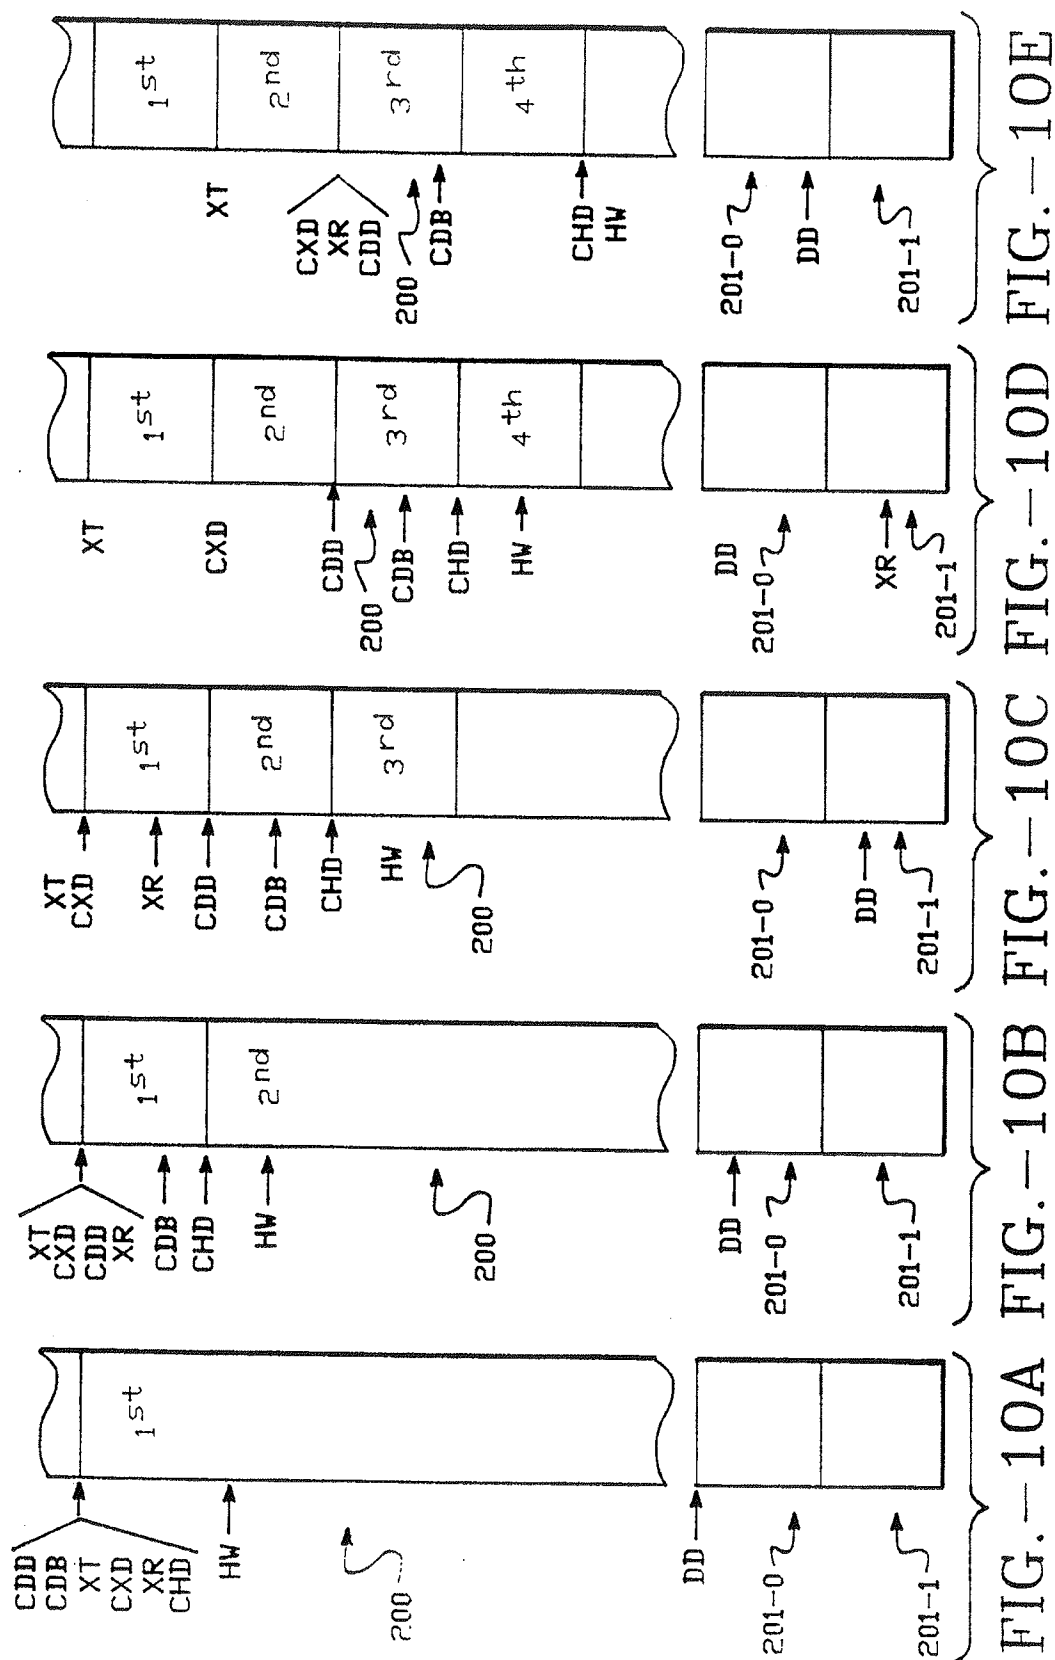 CDD
CDB
XT
CXD
XR
CHD
HW
200
1st
DD
201-0
201-1
FIG.-10A
XT
CXD
CDD
XR
CDB
CHD
HW
200
1st
2nd
DD
201-0
201-1
FIG.-10B
XT
CXD
XR
CDD
CDB
CHD
HW
200
1st
2nd
3rd
201-0
DD
201-1
FIG.-10C
XT
CXD
CDD
200
CDB
CHD
HW
1st
2nd
3rd
4th
DD
201-0
XR
201-1
FIG.-10D
XT
CXD
XR
CDD
200
CDB
CHD
HW
1st
2nd
3rd
4th
201-0
DD
201-1
FIG.-10E